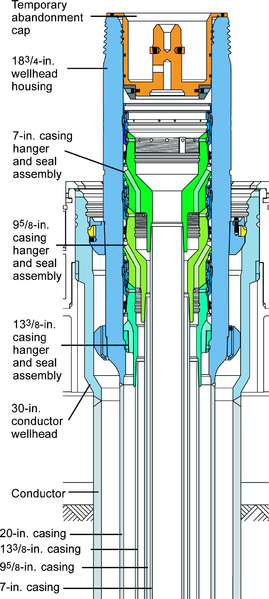 Temporary
abandonment
cap
183/4-in.
wellhead
housing
7-in. casing
hanger
and seal
assembly
95/8-in.
casing
hanger
and seal
assembly
133/8-in.
casing
hanger
and seal
assembly
30-in.
conductor
wellhead
Conductor
20-in. casing
133/8-in. casing
95/8-in. casing
7-in. casing